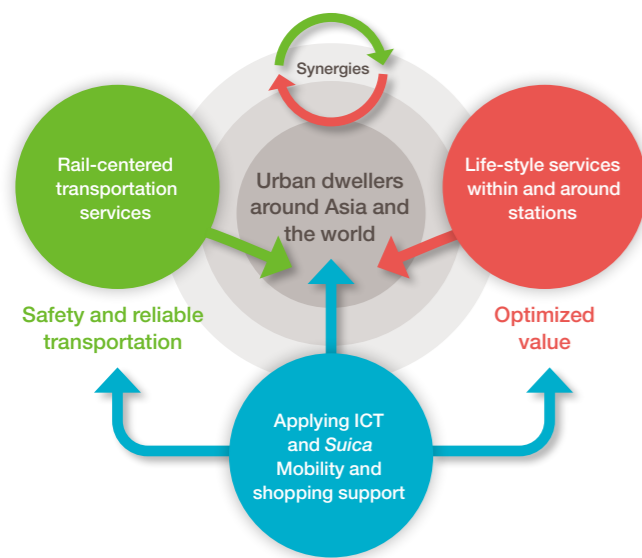 Synergies
Rail-centered
transportation
services
Urban dwellers
around Asia and
the world
Life-style services
within and around
stations
Safety and reliable
transportation
Optimized
value
Applying ICT
and Suica
Mobility and
shopping support